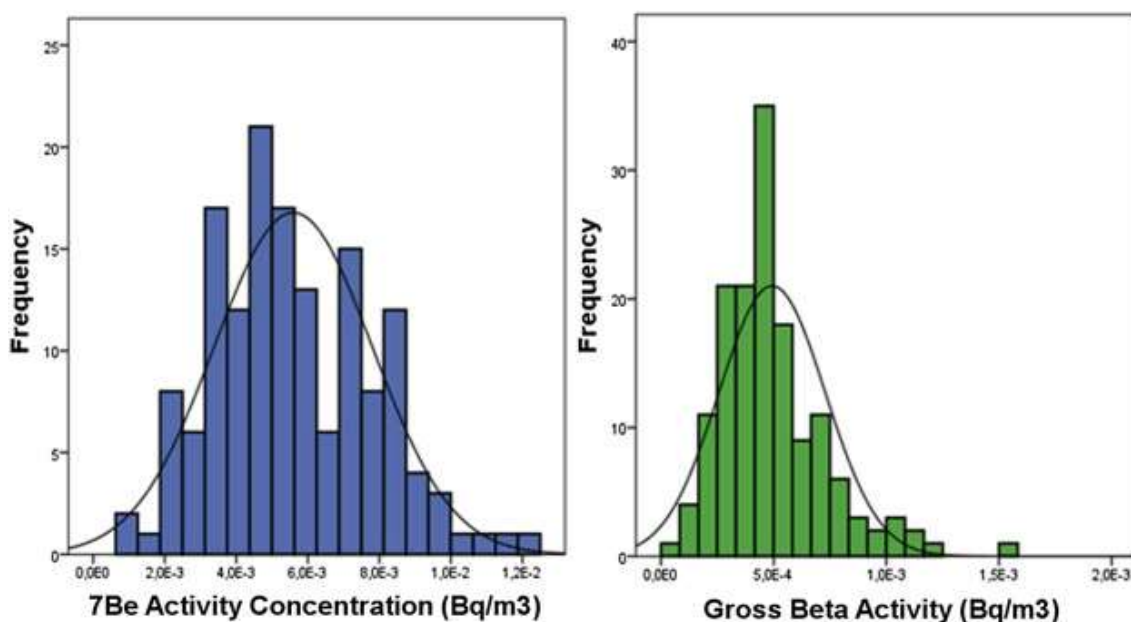 Frequency
25
20
15
10
5
0
0,0E0 2,0E-3 4,0E-3 6,0E-3 8,0E-3 1,0E-2 1,2E-2
7Be Activity Concentration (Bq/m3)
Frequency
40
30
20
10
0
0,0E0 5,0E-4 1,0E-3 1,5E-3 2,0E-3
Gross Beta Activity (Bq/m3)